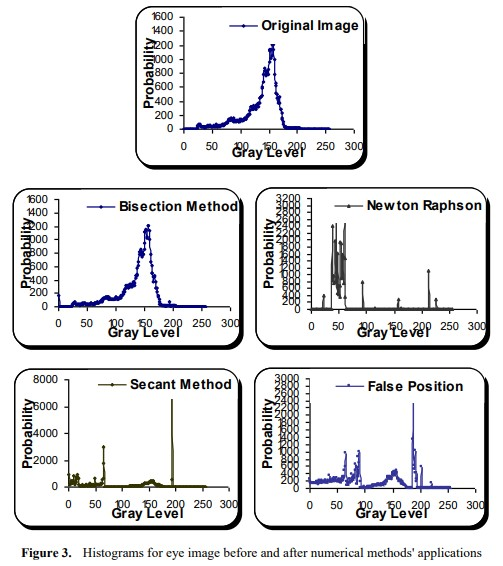 Original Image
Probability
1600
1400
1200
1000
800
600
400
200
0
0 50 100 150 200 250 300
Gray Level
Bisection Method
Probability
1600
1400
1200
1000
800
600
400
200
0
0 50 100 150 200 250 300
Gray Level
Newton Raphson
Probability
3200
3000
2800
2600
2400
2200
2000
1800
1600
1400
1200
1000
800
600
400
200
0
0 50 100 150 200 250 300
Gray Level
Secant Method
Probability
8000
6000
4000
2000
0
0 50 100 150 200 250 300
Gray Level
False Position
Probability
3000
2800
2600
2400
2200
2000
1800
1600
1400
1200
1000
800
600
400
200
0
0 50 100 150 200 250 300
Gray Level
Figure 3. Histograms for eye image before and after numerical methods' applications